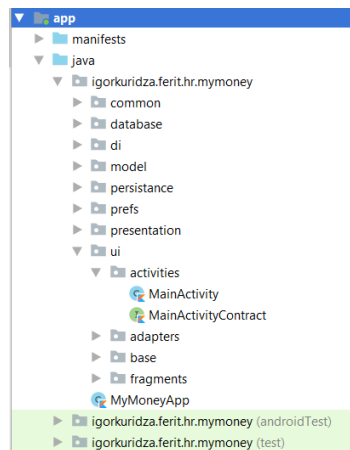 app
manifests
java
igorkuridza.ferit.hr.mymoney
common
database
di
model
persistance
prefs
presentation
ui
activities
MainActivity
MainActivityContract
adapters
base
fragments
MyMoneyApp
igorkuridza.ferit.hr.mymoney (androidTest)
igorkuridza.ferit.hr.mymoney (test)